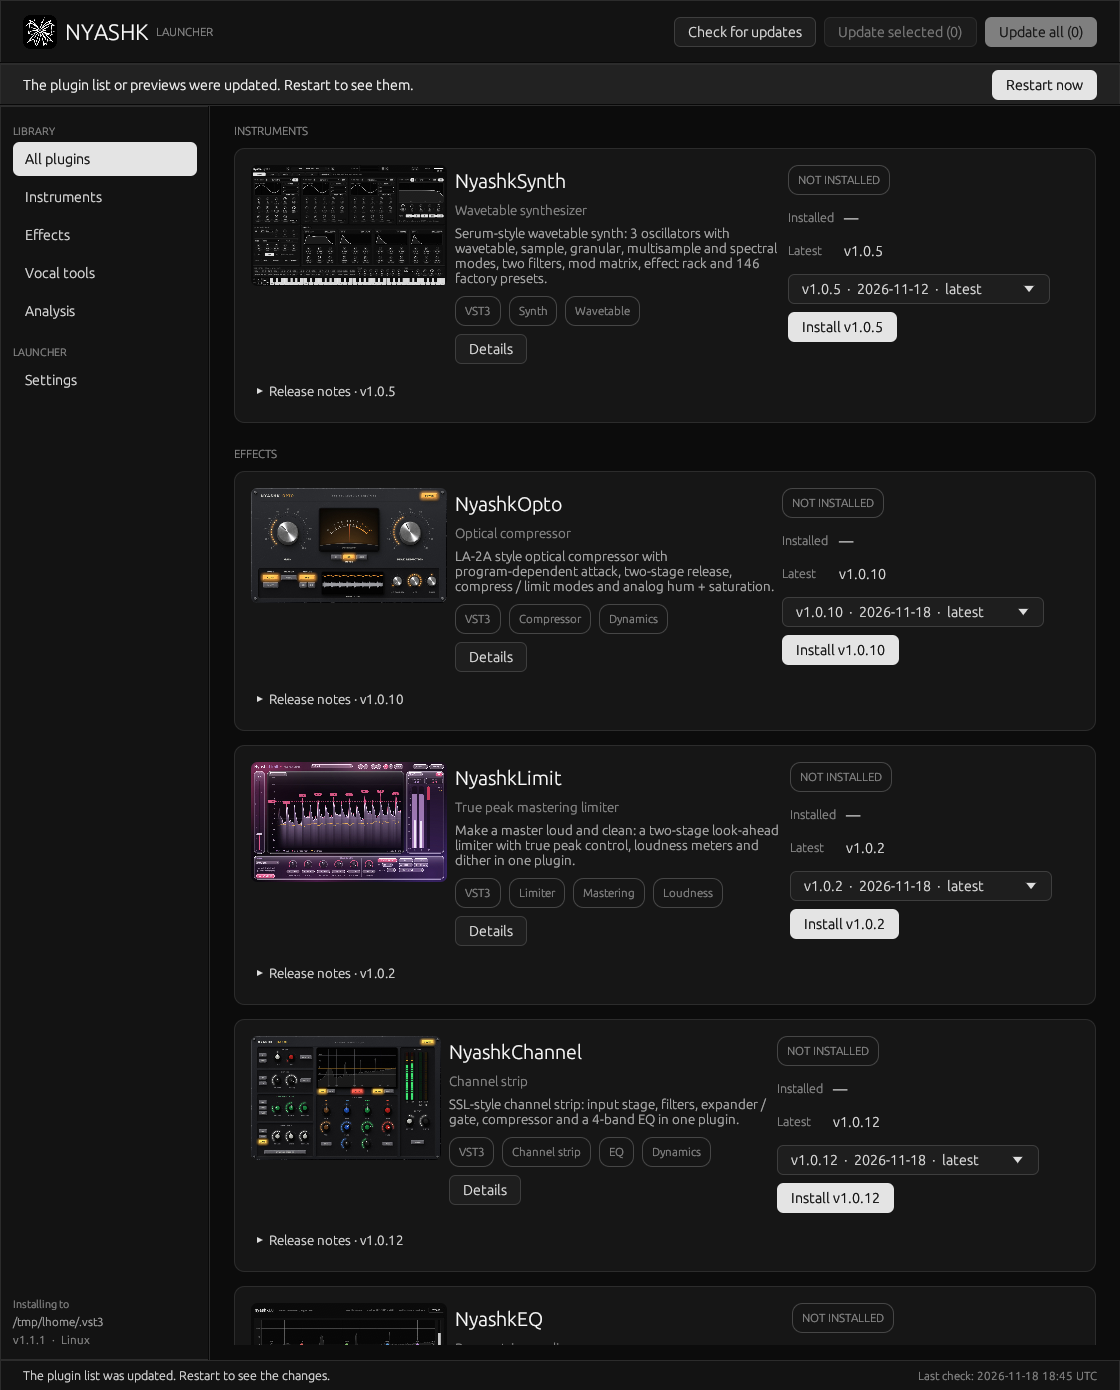 NYASHK LAUNCHER
Check for updates
Update selected (0)
Update all (0)
The plugin list or previews were updated. Restart to see them.
Restart now
LIBRARY
All plugins
Instruments
Effects
Vocal tools
Analysis
LAUNCHER
Settings
Installing to
/tmp/lhome/.vst3
v1.1.1 · Linux
INSTRUMENTS
NyashkSynth
Wavetable synthesizer
Serum-style wavetable synth: 3 oscillators with
wavetable, sample, granular, multisample and spectral
modes, two filters, mod matrix, effect rack and 146
factory presets.
VST3
Synth
Wavetable
Details
NOT INSTALLED
Installed —
Latest v1.0.5
v1.0.5 · 2026-11-12 · latest
Install v1.0.5
Release notes · v1.0.5
EFFECTS
NyashkOpto
Optical compressor
LA-2A style optical compressor with
program-dependent attack, two-stage release,
compress / limit modes and analog hum + saturation.
VST3
Compressor
Dynamics
Details
NOT INSTALLED
Installed —
Latest v1.0.10
v1.0.10 · 2026-11-18 · latest
Install v1.0.10
Release notes · v1.0.10
NyashkLimit
True peak mastering limiter
Make a master loud and clean: a two-stage look-ahead
limiter with true peak control, loudness meters and
dither in one plugin.
VST3
Limiter
Mastering
Loudness
Details
NOT INSTALLED
Installed —
Latest v1.0.2
v1.0.2 · 2026-11-18 · latest
Install v1.0.2
Release notes · v1.0.2
NyashkChannel
Channel strip
SSL-style channel strip: input stage, filters, expander /
gate, compressor and a 4-band EQ in one plugin.
VST3
Channel strip
EQ
Dynamics
Details
NOT INSTALLED
Installed —
Latest v1.0.12
v1.0.12 · 2026-11-18 · latest
Install v1.0.12
Release notes · v1.0.12
NyashkEQ
NOT INSTALLED
The plugin list was updated. Restart to see the changes.
Last check: 2026-11-18 18:45 UTC